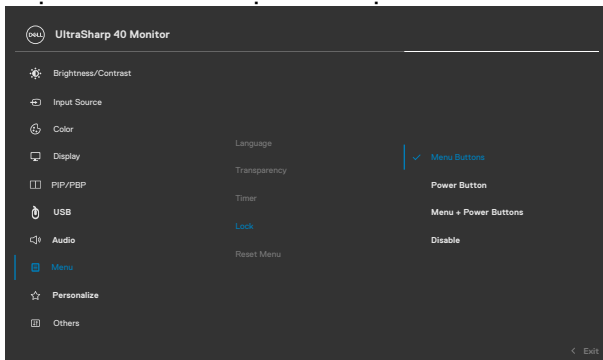 DELL UltraSharp 40 Monitor
Brightness/Contrast
Input Source
Color
Display
PIP/PBP
USB
Audio
Menu
Personalize
Others
Language
Transparency
Timer
Lock
Reset Menu
Menu Buttons
Power Button
Menu + Power Buttons
Disable
Exit